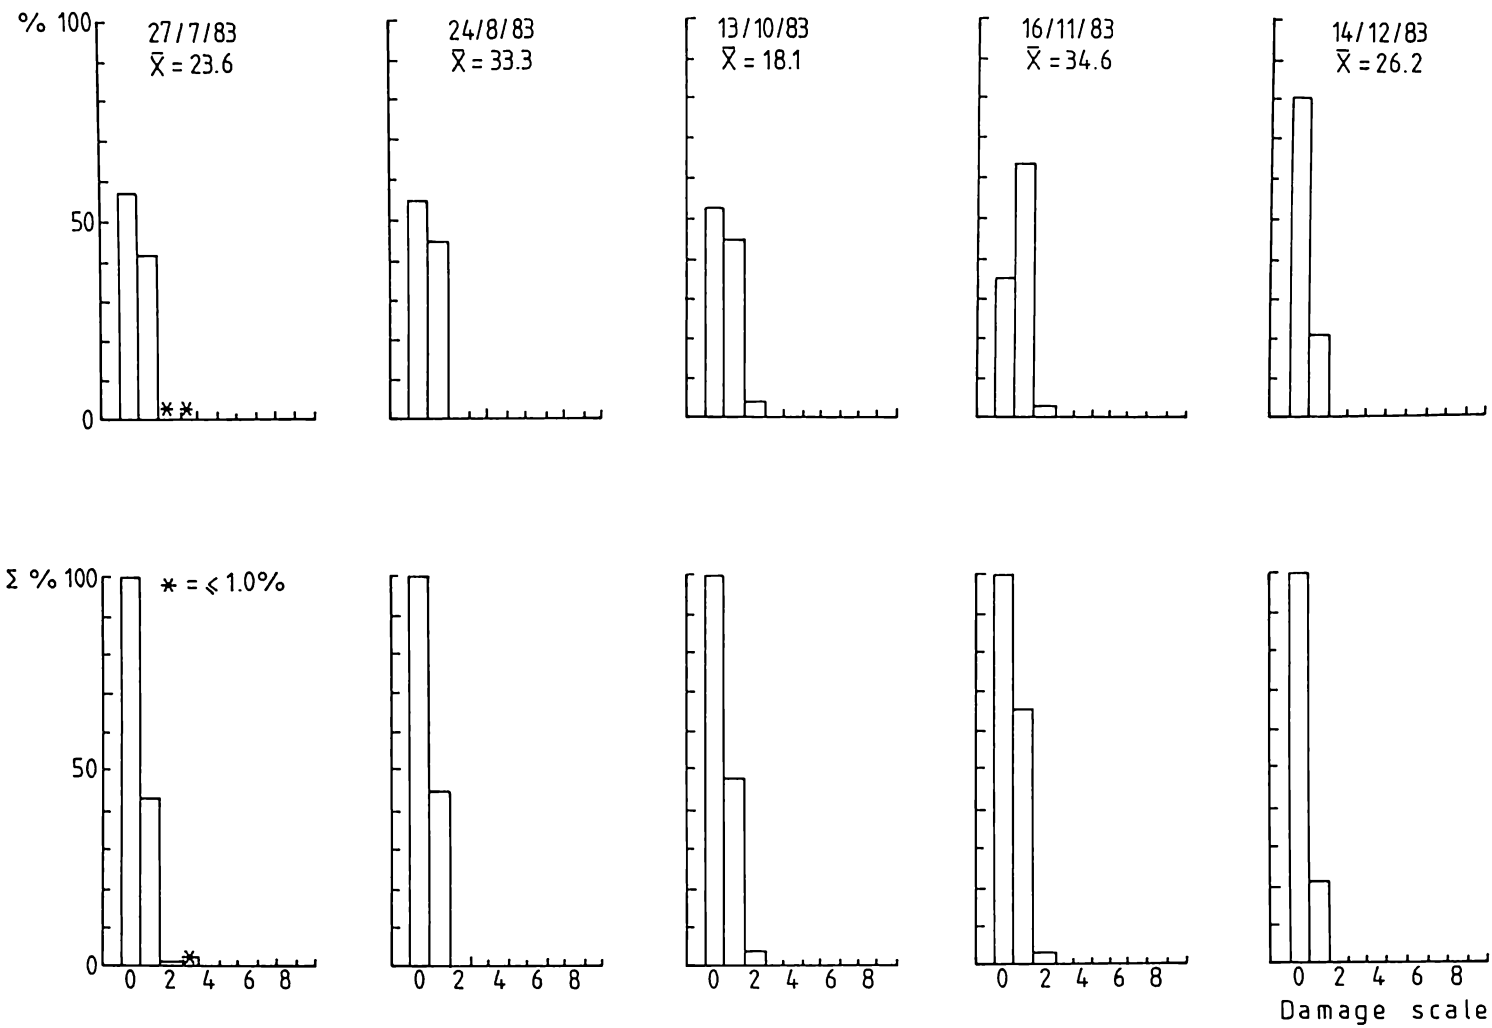 % 100
27/7/83
X̄ = 23.6
24/8/83
X̄ = 33.3
13/10/83
X̄ = 18.1
16/11/83
X̄ = 34.6
14/12/83
X̄ = 26.2
50
* *
0
Σ % 100
* = ⩽ 1.0%
50
*
0
0 2 4 6 8
0 2 4 6 8
0 2 4 6 8
0 2 4 6 8
0 2 4 6 8
Damage scale